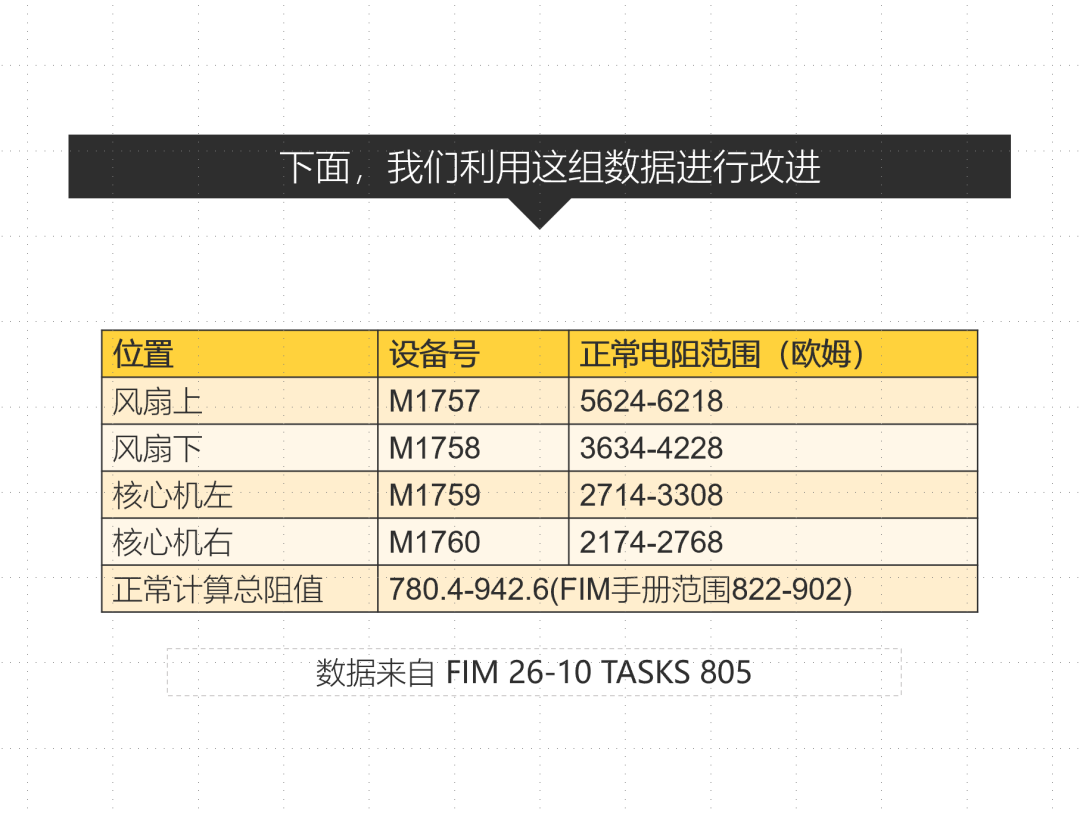 下面，我们利用这组数据进行改进
位置 设备号 正常电阻范围（欧姆）
风扇上 M1757 5624-6218
风扇下 M1758 3634-4228
核心机左 M1759 2714-3308
核心机右 M1760 2174-2768
正常计算总阻值 780.4-942.6(FIM手册范围822-902)
数据来自 FIM 26-10 TASKS 805